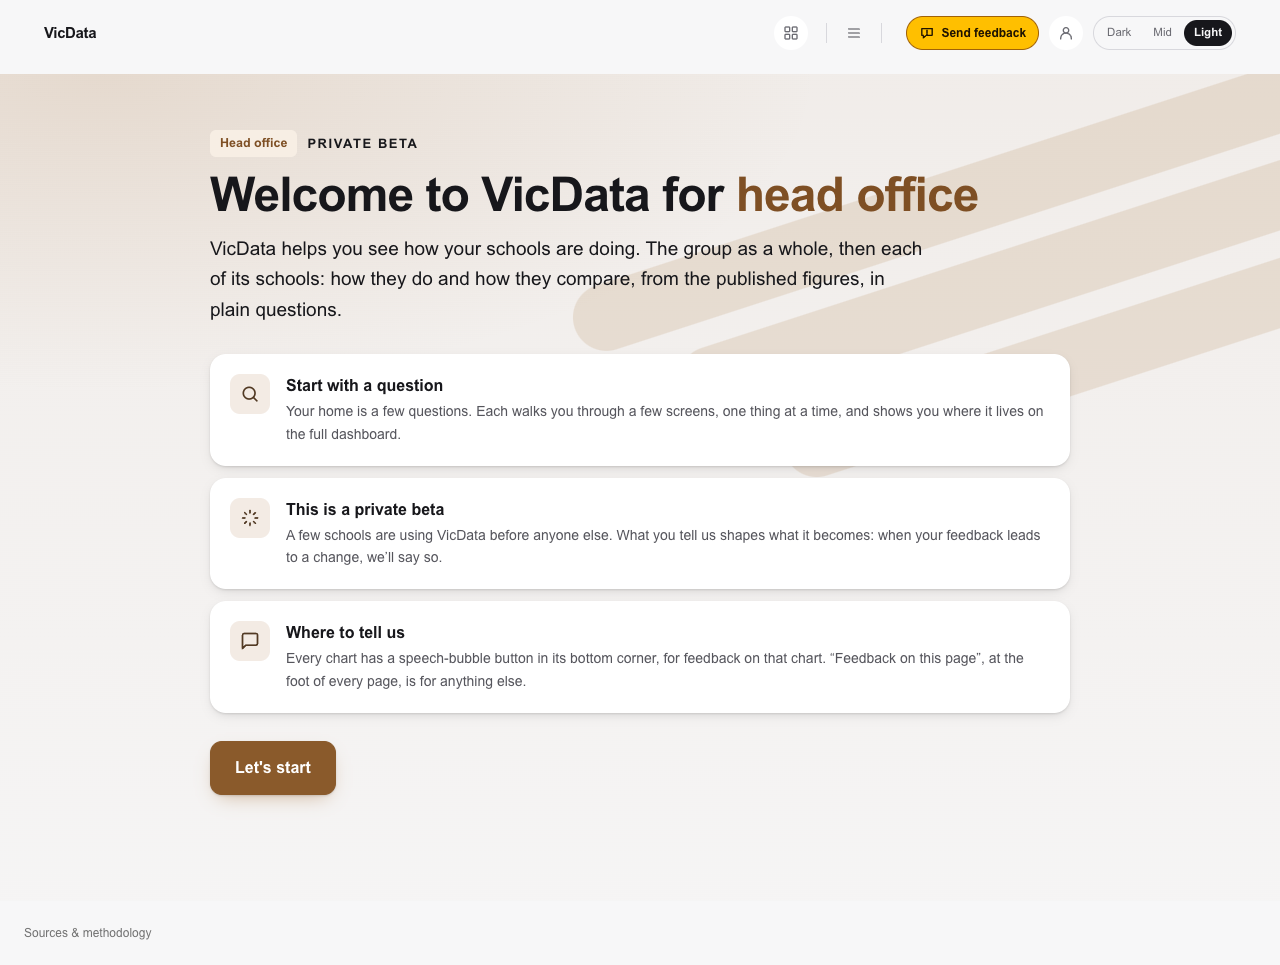 VicData
Send feedback
Dark Mid Light
Head office PRIVATE BETA
Welcome to VicData for head office
VicData helps you see how your schools are doing. The group as a whole, then each
of its schools: how they do and how they compare, from the published figures, in
plain questions.
Start with a question
Your home is a few questions. Each walks you through a few screens, one thing at a time, and shows you where it lives on
the full dashboard.
This is a private beta
A few schools are using VicData before anyone else. What you tell us shapes what it becomes: when your feedback leads
to a change, we’ll say so.
Where to tell us
Every chart has a speech-bubble button in its bottom corner, for feedback on that chart. “Feedback on this page”, at the
foot of every page, is for anything else.
Let's start
Sources & methodology